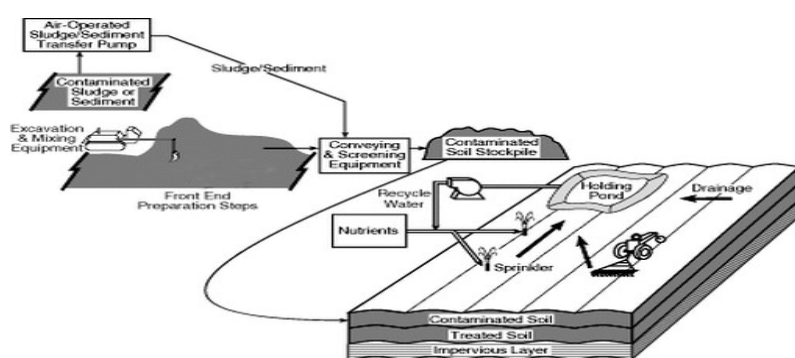 Air-Operated
Sludge/Sediment
Transfer Pump
Sludge/Sediment
Contaminated
Sludge or
Sediment
Excavation
& Mixing
Equipment
Conveying
& Screening
Equipment
Contaminated
Soil Stockpile
Front End
Preparation Steps
Recycle
Water
Holding
Pond
Drainage
Nutrients
Sprinkler
Contaminated Soil
Treated Soil
Impervious Layer